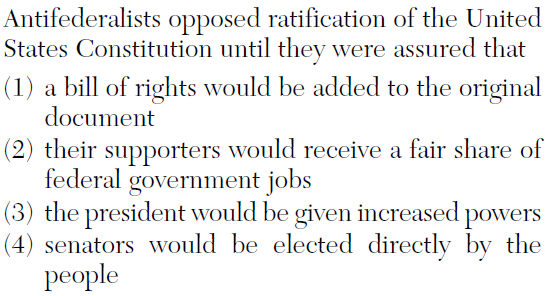 Antifederalists opposed ratification of the United
States Constitution until they were assured that
(1) a bill of rights would be added to the original
document
(2) their supporters would receive a fair share of
federal government jobs
(3) the president would be given increased powers
(4) senators would be elected directly by the
people